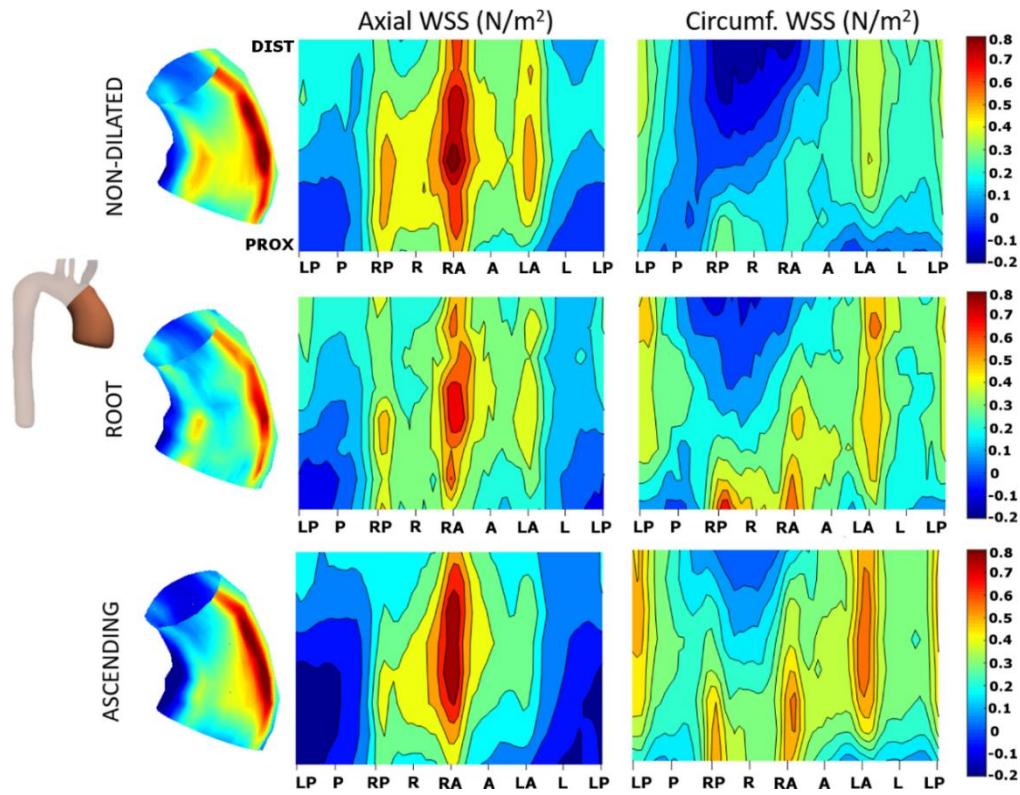 Axial WSS (N/m²) Circumf. WSS (N/m²)
NON-DILATED
DIST
PROX
LP P RP R RA A LA L LP
LP P RP R RA A LA L LP
0.8
0.7
0.6
0.5
0.4
0.3
0.2
0.1
0
-0.1
-0.2
ROOT
LP P RP R RA A LA L LP
LP P RP R RA A LA L LP
0.8
0.7
0.6
0.5
0.4
0.3
0.2
0.1
0
-0.1
-0.2
ASCENDING
LP P RP R RA A LA L LP
LP P RP R RA A LA L LP
0.8
0.7
0.6
0.5
0.4
0.3
0.2
0.1
0
-0.1
-0.2